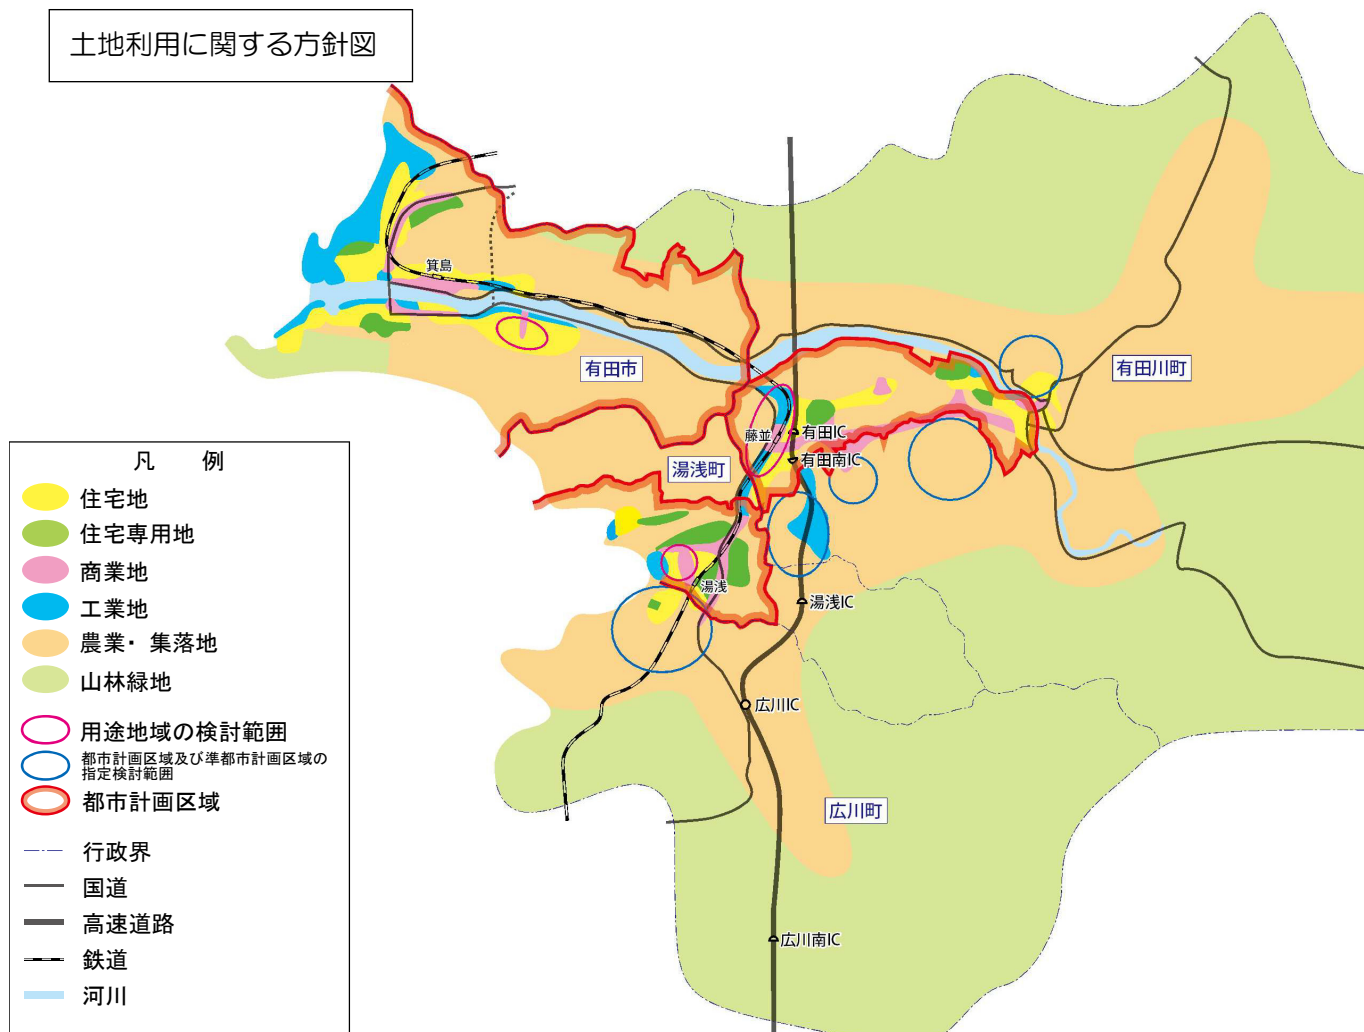 土地利用に関する方針図
箕島
有田市
有田川町
藤並
有田IC
有田南IC
湯浅町
湯浅
湯浅IC
広川IC
広川町
広川南IC
凡　例
住宅地
住宅専用地
商業地
工業地
農業・集落地
山林緑地
用途地域の検討範囲
都市計画区域及び準都市計画区域の
指定検討範囲
都市計画区域
行政界
国道
高速道路
鉄道
河川